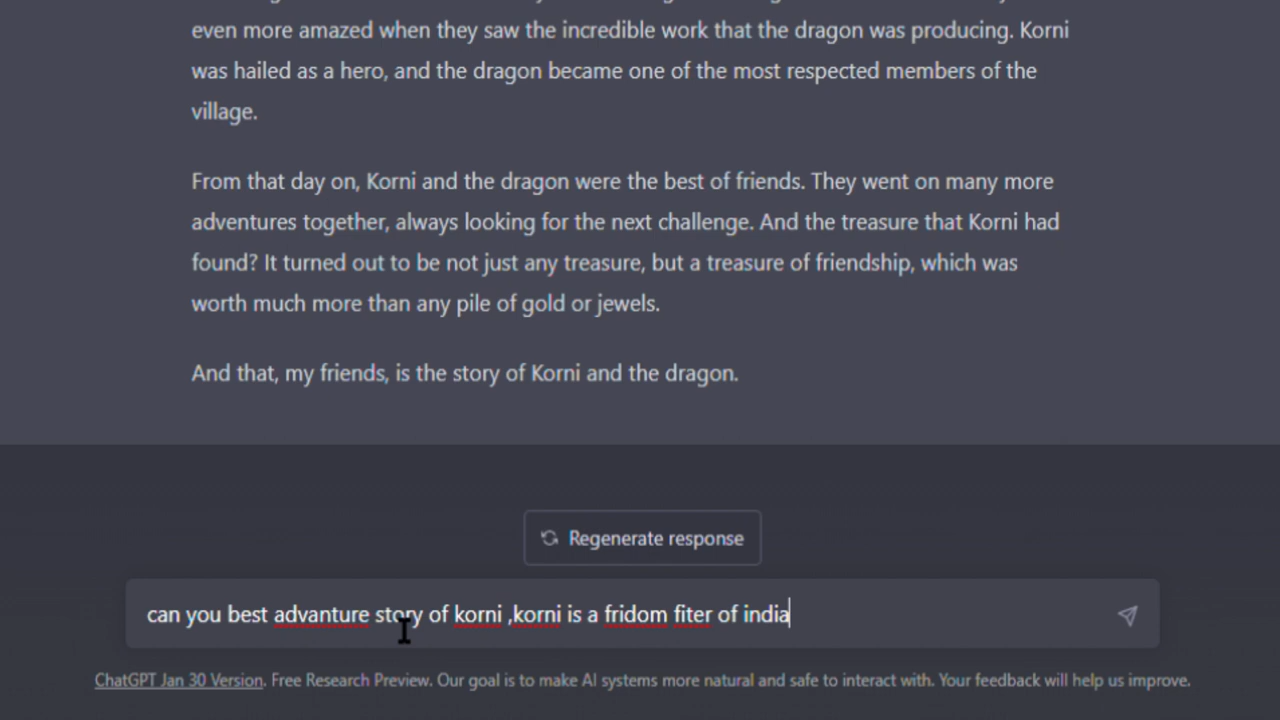 even more amazed when they saw the incredible work that the dragon was producing. Korni
was hailed as a hero, and the dragon became one of the most respected members of the
village.
From that day on, Korni and the dragon were the best of friends. They went on many more
adventures together, always looking for the next challenge. And the treasure that Korni had
found? It turned out to be not just any treasure, but a treasure of friendship, which was
worth much more than any pile of gold or jewels.
And that, my friends, is the story of Korni and the dragon.
Regenerate response
can you best advanture story of korni ,korni is a fridom fiter of india
ChatGPT Jan 30 Version. Free Research Preview. Our goal is to make AI systems more natural and safe to interact with. Your feedback will help us improve.